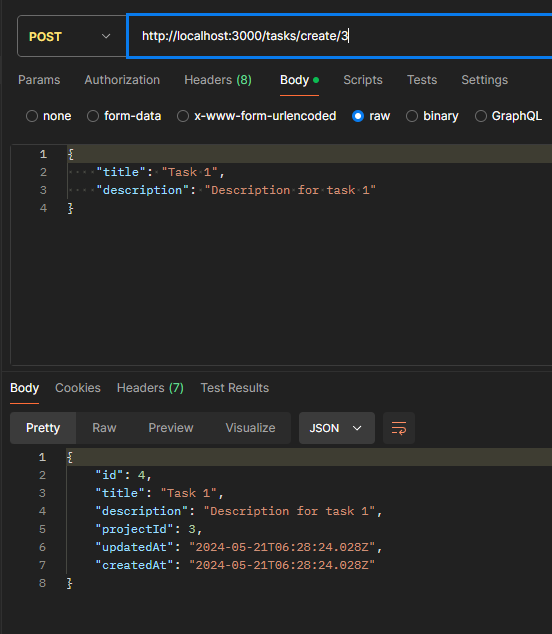 POST http://localhost:3000/tasks/create/3
Params Authorization Headers (8) Body Scripts Tests Settings
none form-data x-www-form-urlencoded raw binary GraphQL
1 {
2 "title": "Task 1",
3 "description": "Description for task 1"
4 }
Body Cookies Headers (7) Test Results
Pretty Raw Preview Visualize JSON
1 {
2 "id": 4,
3 "title": "Task 1",
4 "description": "Description for task 1",
5 "projectId": 3,
6 "updatedAt": "2024-05-21T06:28:24.028Z",
7 "createdAt": "2024-05-21T06:28:24.028Z"
8 }